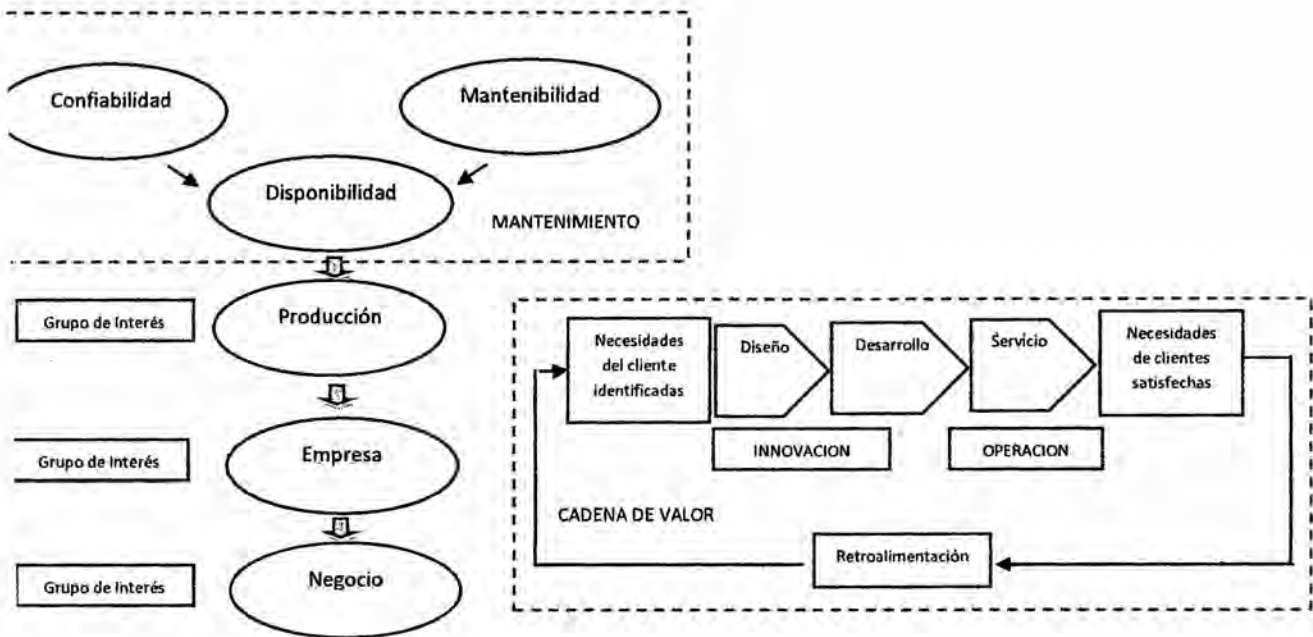 Confiabilidad
Mantenibilidad
Disponibilidad
MANTENIMIENTO
Grupo de Interés
Producción
Grupo de Interés
Empresa
Grupo de Interés
Negocio
Necesidades
del cliente
identificadas
Diseño
Desarrollo
Servicio
Necesidades
de clientes
satisfechas
INNOVACION
OPERACION
CADENA DE VALOR
Retroalimentación